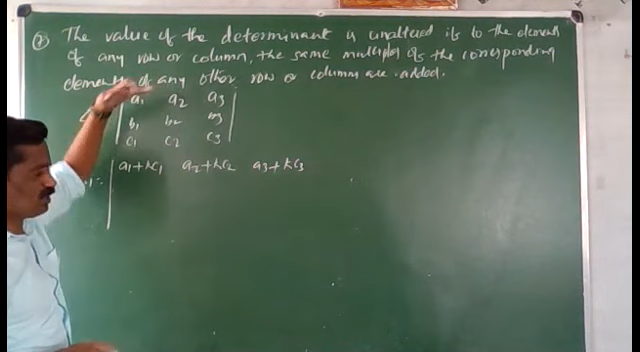 The value of the determinant is unaltered if to the elements
of any row or column, the same multiples of the corresponding
elements of any other row or column are added.
a1 a2 a3
b1 b2
c1 c2 c3
a1+kc1 a2+kc2 a3+kc3